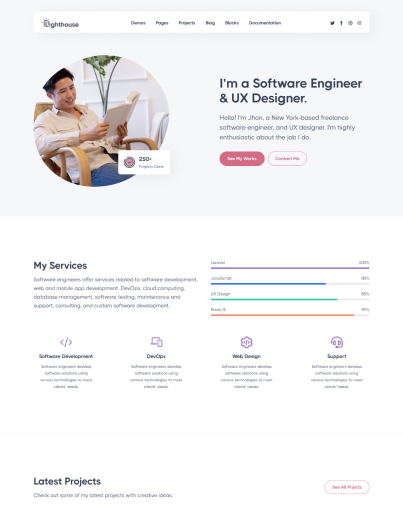 Lighthouse
Demos Pages Projects Blog Blocks Documentation
I'm a Software Engineer
& UX Designer.
Hello! I'm Jhon, a New York-based freelance
software engineer, and UX designer. I'm highly
enthusiastic about the job I do.
See My Works Contact Me
250+
Projects Done
My Services
Software engineers offer services related to software development,
web and mobile app development, DevOps, cloud computing,
database management, software testing, maintenance and
support, consulting, and custom software development.
Laravel 100%
JavaScript
UX Design 85%
NodeJS 90%
Software Development
Software engineers develop
software solutions using
various technologies to meet
clients' needs.
DevOps
Software engineers develop
software solutions using
various technologies to meet
clients' needs.
Web Design
Software engineers develop
software solutions using
various technologies to meet
clients' needs.
Support
Software engineers develop
software solutions using
various technologies to meet
clients' needs.
Latest Projects
Check out some of my latest projects with creative ideas.
See All